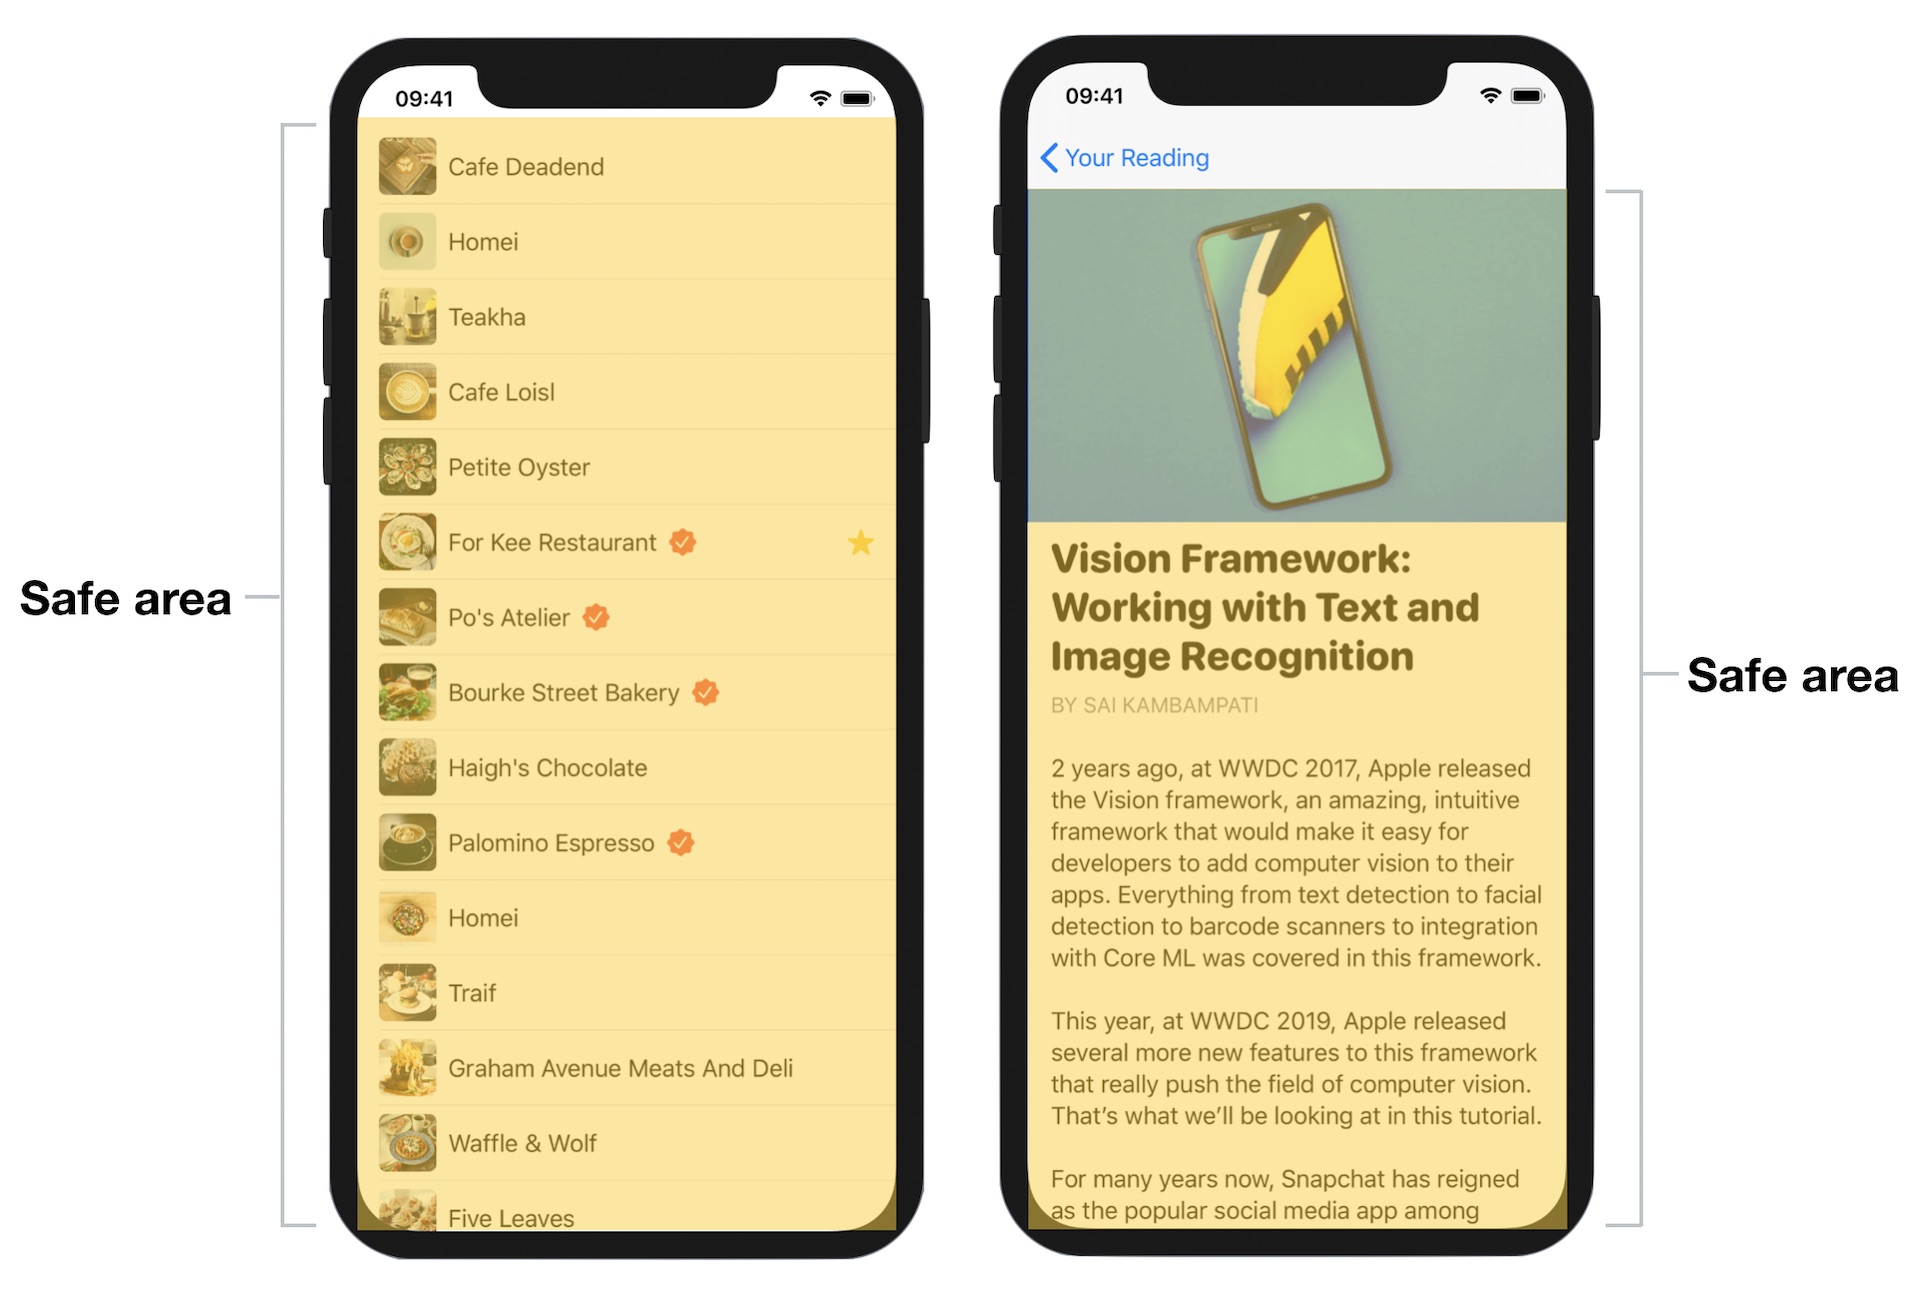 Safe area
09:41
Cafe Deadend
Homei
Teakha
Cafe Loisl
Petite Oyster
For Kee Restaurant
Po's Atelier
Bourke Street Bakery
Haigh's Chocolate
Palomino Espresso
Homei
Traif
Graham Avenue Meats And Deli
Waffle & Wolf
Five Leaves
09:41
Your Reading
Vision Framework:
Working with Text and
Image Recognition
BY SAI KAMBAMPATI
2 years ago, at WWDC 2017, Apple released
the Vision framework, an amazing, intuitive
framework that would make it easy for
developers to add computer vision to their
apps. Everything from text detection to facial
detection to barcode scanners to integration
with Core ML was covered in this framework.
This year, at WWDC 2019, Apple released
several more new features to this framework
that really push the field of computer vision.
That’s what we’ll be looking at in this tutorial.
For many years now, Snapchat has reigned
as the popular social media app among
Safe area